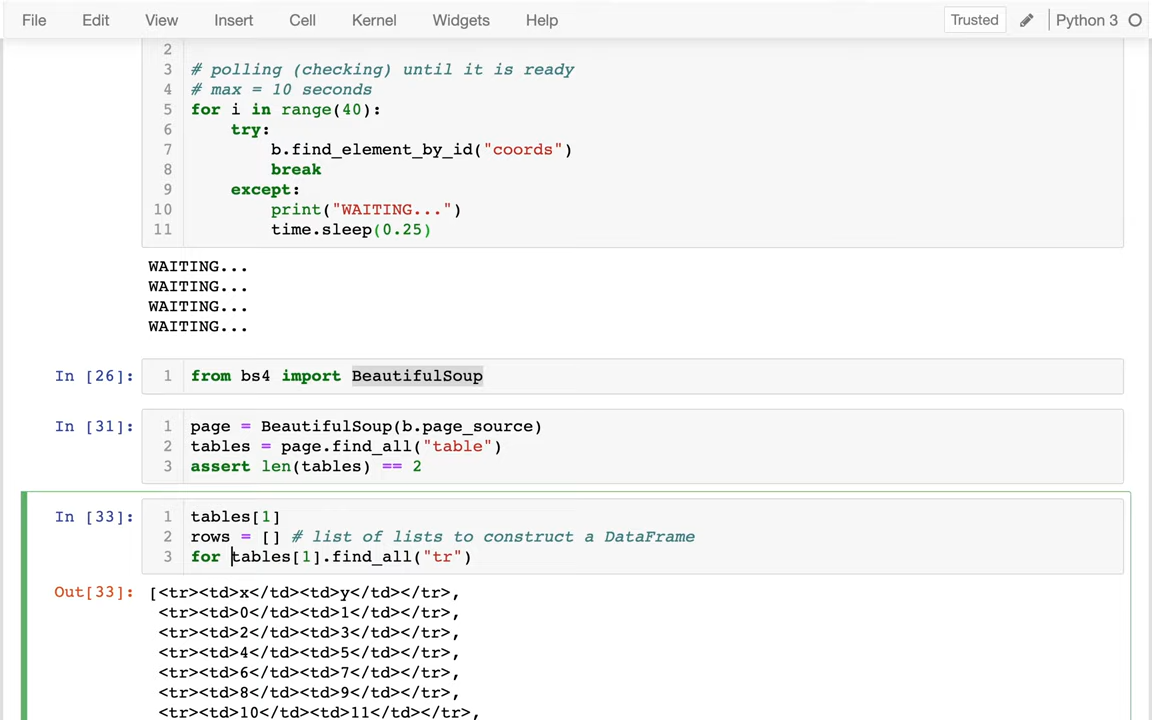 File Edit View Insert Cell Kernel Widgets Help Trusted Python 3
2
3 # polling (checking) until it is ready
4 # max = 10 seconds
5 for i in range(40):
6 try:
7 b.find_element_by_id("coords")
8 break
9 except:
10 print("WAITING...")
11 time.sleep(0.25)
WAITING...
WAITING...
WAITING...
WAITING...
In [26]: 1 from bs4 import BeautifulSoup
In [31]: 1 page = BeautifulSoup(b.page_source)
2 tables = page.find_all("table")
3 assert len(tables) == 2
In [33]: 1 tables[1]
2 rows = [] # list of lists to construct a DataFrame
3 for tables[1].find_all("tr")
Out[33]: [<tr><td>x</td><td>y</td></tr>,
<tr><td>0</td><td>1</td></tr>,
<tr><td>2</td><td>3</td></tr>,
<tr><td>4</td><td>5</td></tr>,
<tr><td>6</td><td>7</td></tr>,
<tr><td>8</td><td>9</td></tr>,
<tr><td>10</td><td>11</td></tr>,